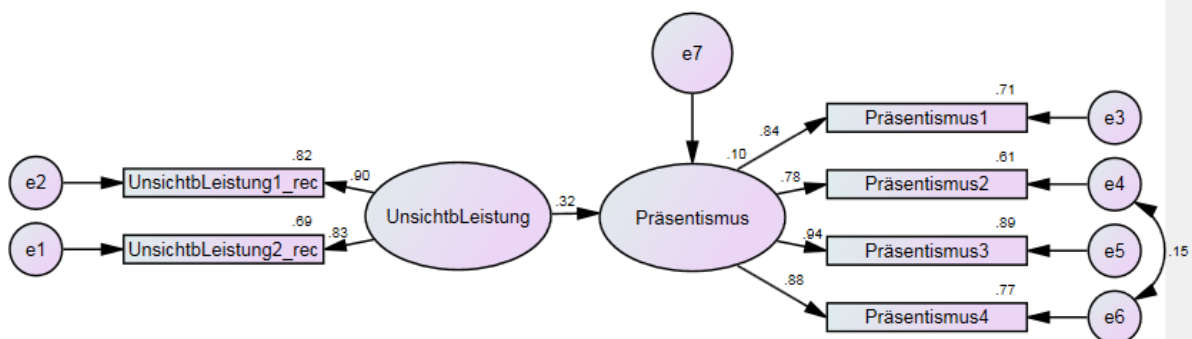 e7
.71
Präsentismus1
e3
.84
.10
.61
.82
.90
.78
Präsentismus2
e4
e2
UnsichtbLeistung1_rec
UnsichtbLeistung
.32
Präsentismus
.69
.89
e1
UnsichtbLeistung2_rec
.83
.94
Präsentismus3
e5
.15
.88
.77
Präsentismus4
e6